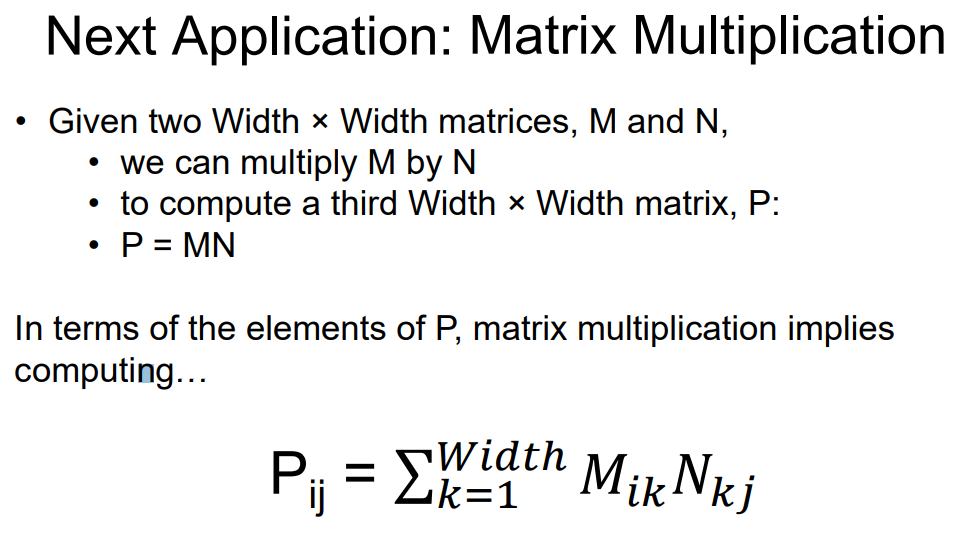 Next Application: Matrix Multiplication
• Given two Width × Width matrices, M and N,
• we can multiply M by N
• to compute a third Width × Width matrix, P:
• P = MN
In terms of the elements of P, matrix multiplication implies
computing…
P_{ij} = \sum_{k=1}^{Width} M_{ik} N_{kj}